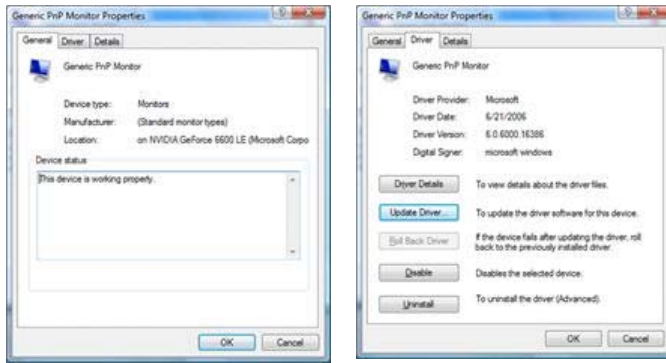 Generic PnP Monitor Properties
General Driver Details
Generic PnP Monitor
Device type: Monitors
Manufacturer: (Standard monitor types)
Location: on NVIDIA GeForce 6600 LE (Microsoft Corpo
Device status
This device is working properly.
OK Cancel
Generic PnP Monitor Properties
General Driver Details
Generic PnP Monitor
Driver Provider: Microsoft
Driver Date: 6/21/2006
Driver Version: 6.0.6000.16386
Digital Signer: microsoft windows
Driver Details To view details about the driver files.
Update Driver... To update the driver software for this device.
Roll Back Driver If the device fails after updating the driver, roll
back to the previously installed driver.
Disable Disables the selected device.
Uninstall To uninstall the driver (Advanced).
OK Cancel